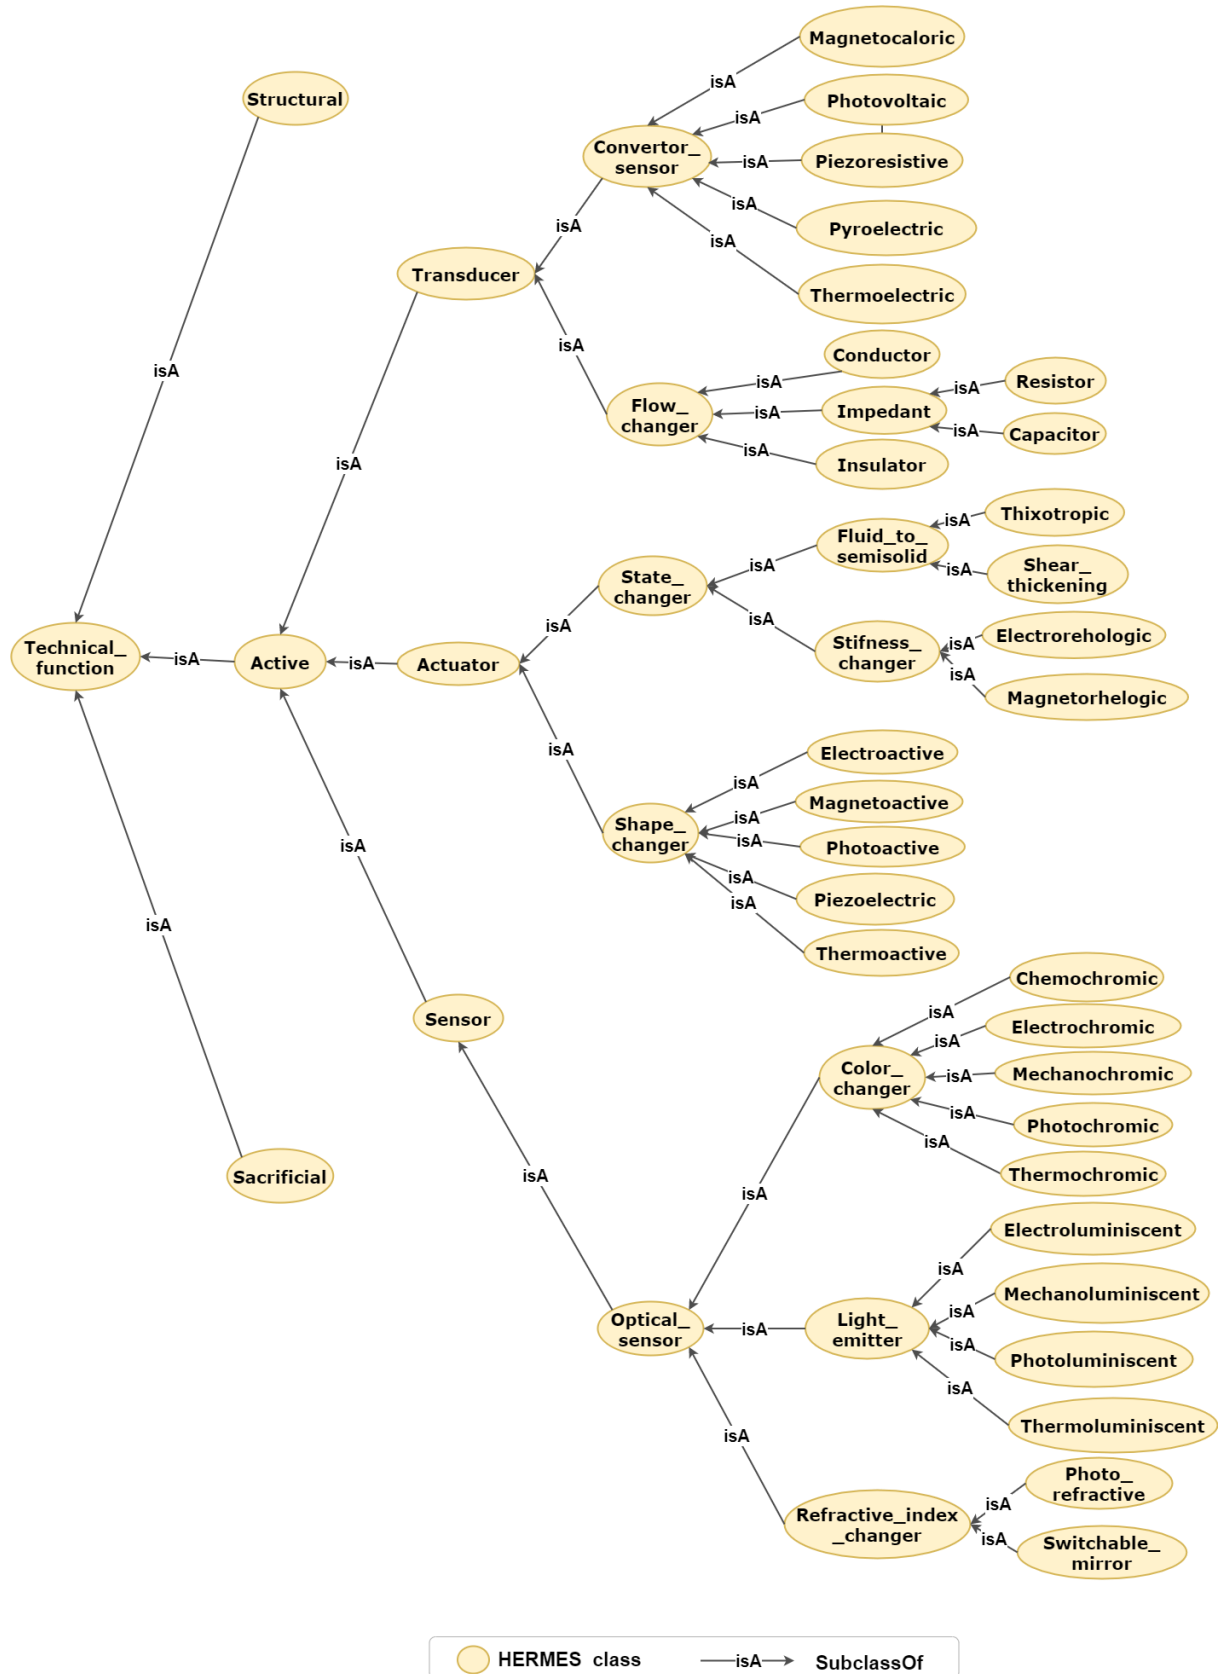 Magnetocaloric
isA
Structural
Photovoltaic
isA
Convertor_
sensor
isA
Piezoresistive
isA
Pyroelectric
isA
isA
Transducer
Thermoelectric
isA
Conductor
isA
isA
Resistor
isA
Flow_
changer
isA
Impedant
isA
Capacitor
isA
Insulator
isA
Thixotropic
isA
Fluid_to_
semisolid
isA
Shear_
thickening
State_
changer
isA
isA
isA
Electrorehologic
isA
Stifness_
changer
isA
Magnetorhelogic
Technical_
function
isA
Active
isA
Actuator
isA
Electroactive
isA
Magnetoactive
isA
Shape_
changer
isA
Photoactive
isA
isA
Piezoelectric
isA
Thermoactive
isA
Chemochromic
isA
Sensor
Electrochromic
isA
Color_
changer
isA
Mechanochromic
isA
Photochromic
isA
Thermochromic
Sacrificial
isA
isA
Electroluminiscent
isA
Mechanoluminiscent
isA
Optical_
sensor
isA
Light_
emitter
isA
Photoluminiscent
isA
Thermoluminiscent
isA
Photo_
refractive
isA
Refractive_index
_changer
isA
Switchable_
mirror
HERMES class
isA
SubclassOf